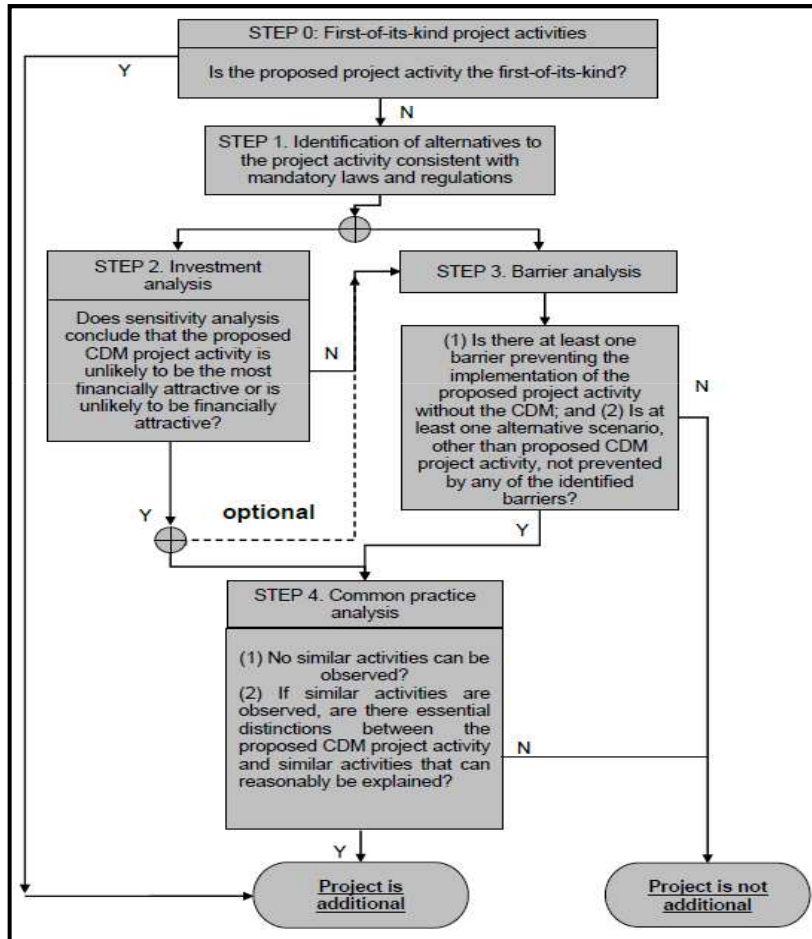 STEP 0: First-of-its-kind project activities
Y
Is the proposed project activity the first-of-its-kind?
N
STEP 1. Identification of alternatives to
the project activity consistent with
mandatory laws and regulations
STEP 2. Investment
analysis
Does sensitivity analysis
conclude that the proposed
CDM project activity is
unlikely to be the most
financially attractive or is
unlikely to be financially
attractive?
N
Y
optional
STEP 3. Barrier analysis
(1) Is there at least one
barrier preventing the
implementation of the
proposed project activity
without the CDM; and (2) Is at
least one alternative scenario,
other than proposed CDM
project activity, not prevented
by any of the identified
barriers?
N
Y
STEP 4. Common practice
analysis
(1) No similar activities can be
observed?
(2) If similar activities are
observed, are there essential
distinctions between the
proposed CDM project activity
and similar activities that can
reasonably be explained?
N
Y
Project is
additional
Project is not
additional